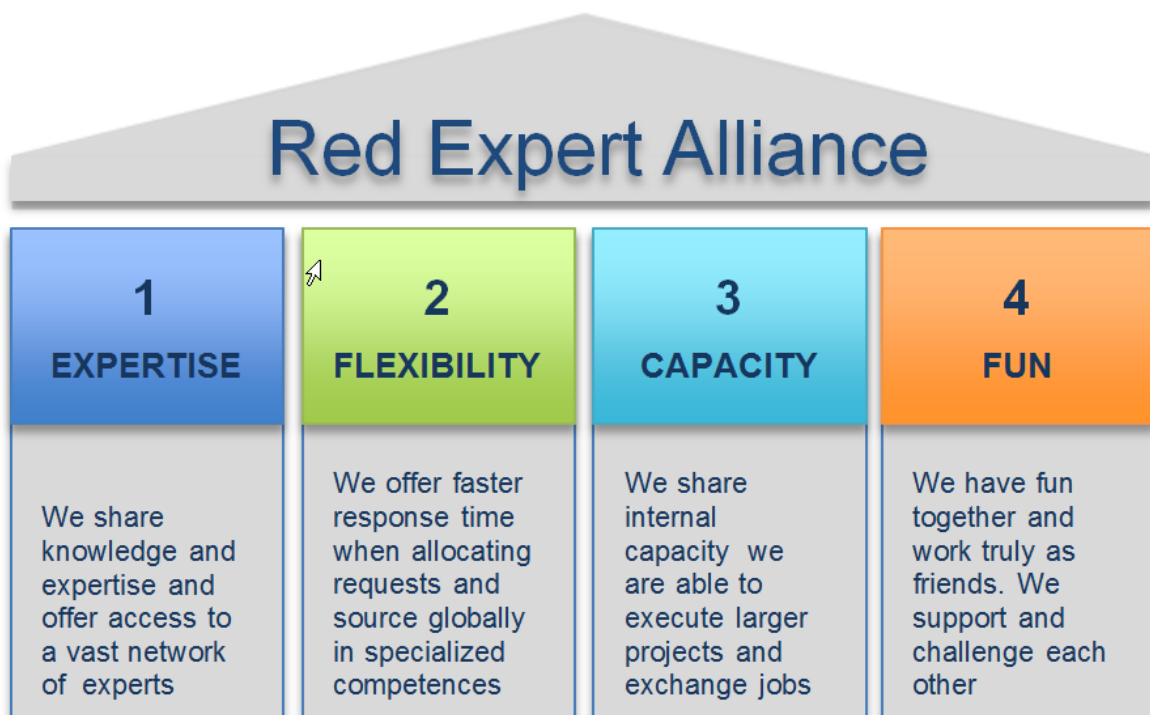 Red Expert Alliance
1
EXPERTISE
We share
knowledge and
expertise and
offer access to
a vast network
of experts
2
FLEXIBILITY
We offer faster
response time
when allocating
requests and
source globally
in specialized
competences
3
CAPACITY
We share
internal
capacity we
are able to
execute larger
projects and
exchange jobs
4
FUN
We have fun
together and
work truly as
friends. We
support and
challenge each
other